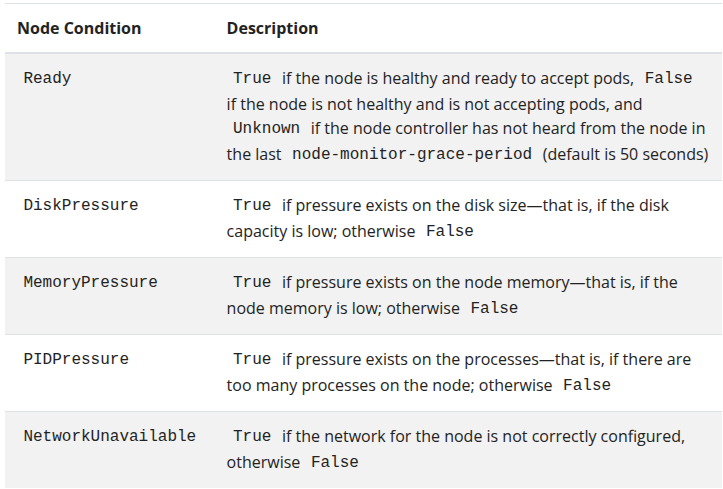 Node Condition Description
Ready True if the node is healthy and ready to accept pods, False
if the node is not healthy and is not accepting pods, and
Unknown if the node controller has not heard from the node in
the last node-monitor-grace-period (default is 50 seconds)
DiskPressure True if pressure exists on the disk size—that is, if the disk
capacity is low; otherwise False
MemoryPressure True if pressure exists on the node memory—that is, if the
node memory is low; otherwise False
PIDPressure True if pressure exists on the processes—that is, if there are
too many processes on the node; otherwise False
NetworkUnavailable True if the network for the node is not correctly configured,
otherwise False